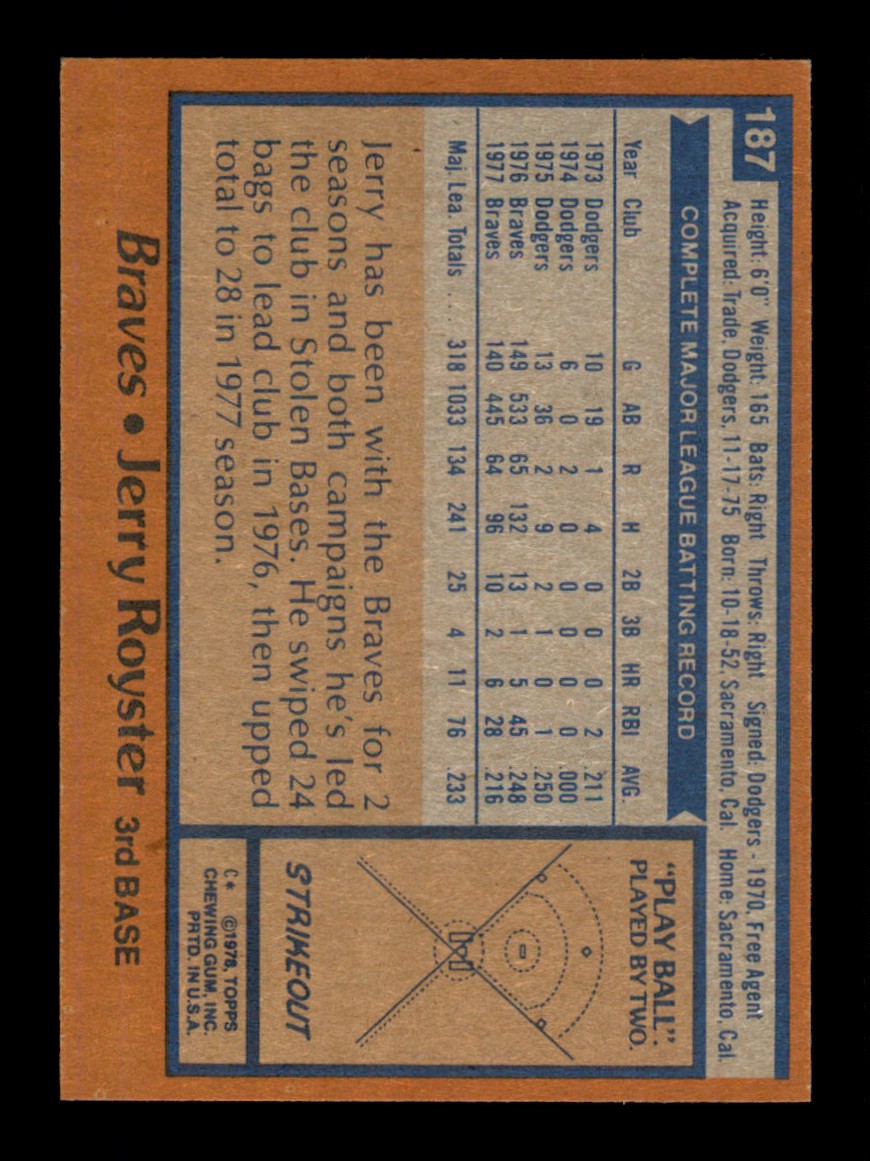 187
Height: 6'0" Weight: 165 Bats: Right Throws: Right Signed: Dodgers - 1970, Free Agent
Acquired: Trade, Dodgers, 11-17-75 Born: 10-18-52, Sacramento, Cal. Home: Sacramento, Cal.
COMPLETE MAJOR LEAGUE BATTING RECORD
Year Club G AB R H 2B 3B HR RBI AVG.
1973 Dodgers 10 19 1 4 0 0 0 2 .211
1974 Dodgers 6 0 2 0 0 0 0 0 .000
1975 Dodgers 13 36 2 9 2 1 0 1 .250
1976 Braves 149 533 65 132 13 1 5 45 .248
1977 Braves 140 445 64 96 10 2 6 28 .216
Maj. Lea. Totals .... 318 1033 134 241 25 4 11 76 .233
Jerry has been with the Braves for 2
seasons and both campaigns he's led
the club in Stolen Bases. He swiped 24
bags to lead club in 1976, then upped
total to 28 in 1977 season.
"PLAY BALL".
PLAYED BY TWO.
STRIKEOUT
C* ©1978, TOPPS
CHEWING GUM, INC.
PRTD. IN U.S.A.
Braves • Jerry Royster 3rd BASE